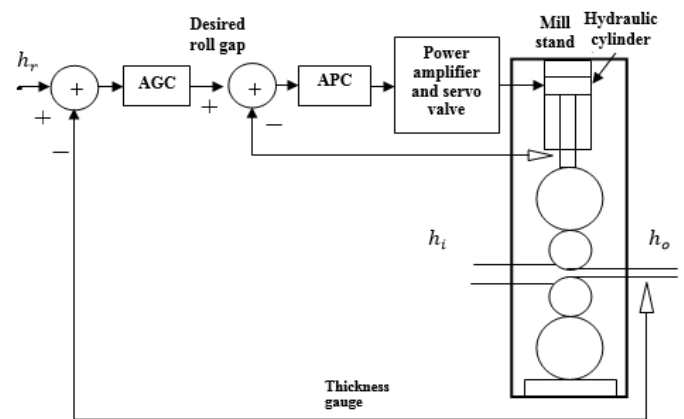 Desired
roll gap
Mill
stand
Hydraulic
cylinder
h_r
+
+
−
AGC
+
+
−
APC
Power
amplifier
and servo
valve
h_i
h_o
Thickness
gauge